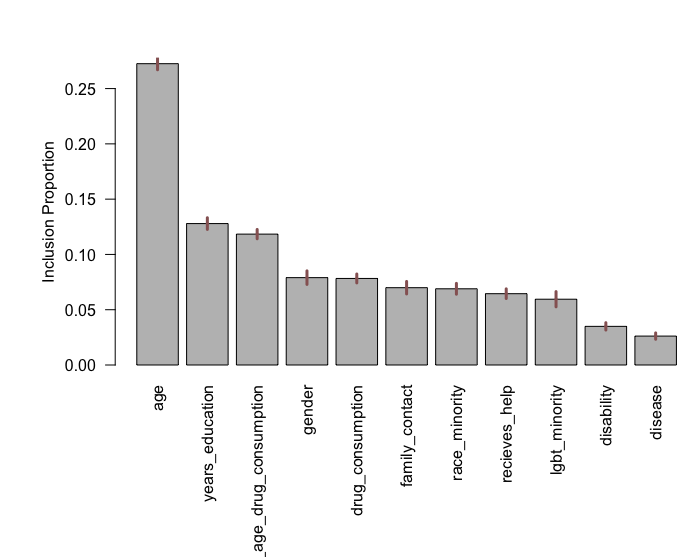 Inclusion Proportion
0.25
0.20
0.15
0.10
0.05
0.00
age
years_education
_age_drug_consumption
gender
drug_consumption
family_contact
race_minority
recieves_help
lgbt_minority
disability
disease